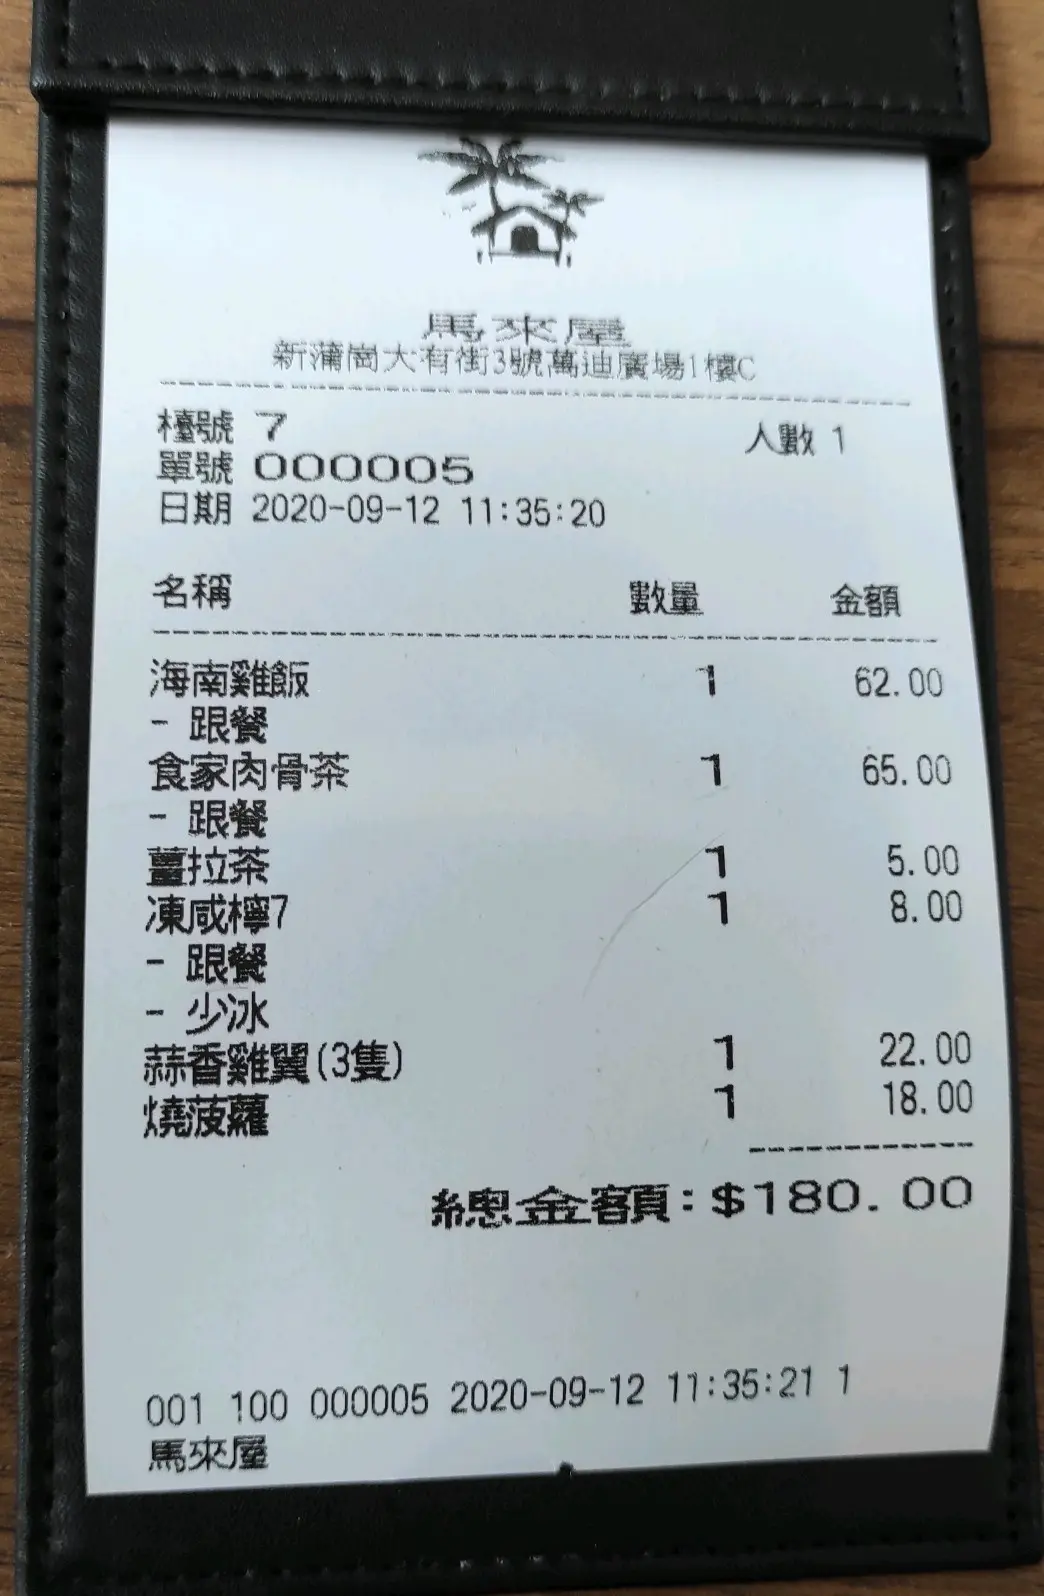 馬來屋
新蒲崗大有街3號萬迪廣場1樓C
檯號 7 人數 1
單號 000005
日期 2020-09-12 11:35:20
名稱 數量 金額
海南雞飯 1 62.00
- 跟餐
食家肉骨茶 1 65.00
- 跟餐
薑拉茶 1 5.00
凍咸檸7 1 8.00
- 跟餐
- 少冰
蒜香雞翼(3隻) 1 22.00
燒菠蘿 1 18.00
總金額:$180.00
001 100 000005 2020-09-12 11:35:21 1
馬來屋